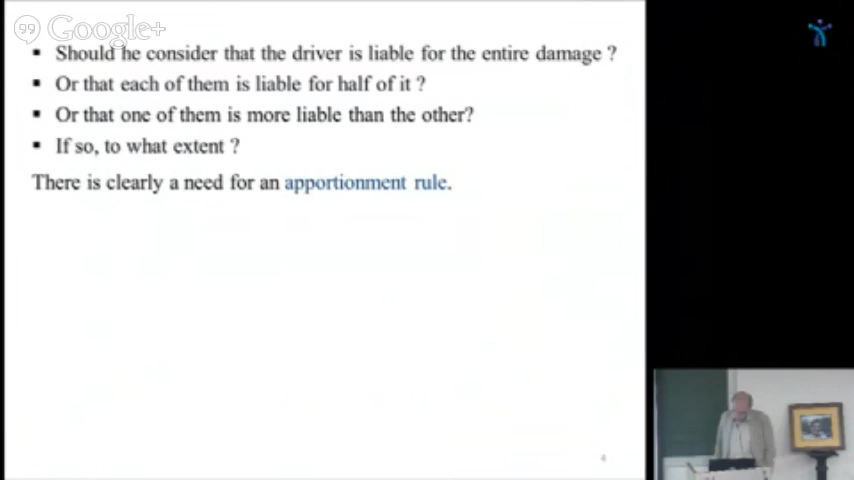 Google+
▪ Should he consider that the driver is liable for the entire damage ?
▪ Or that each of them is liable for half of it ?
▪ Or that one of them is more liable than the other?
▪ If so, to what extent ?
There is clearly a need for an apportionment rule.
4